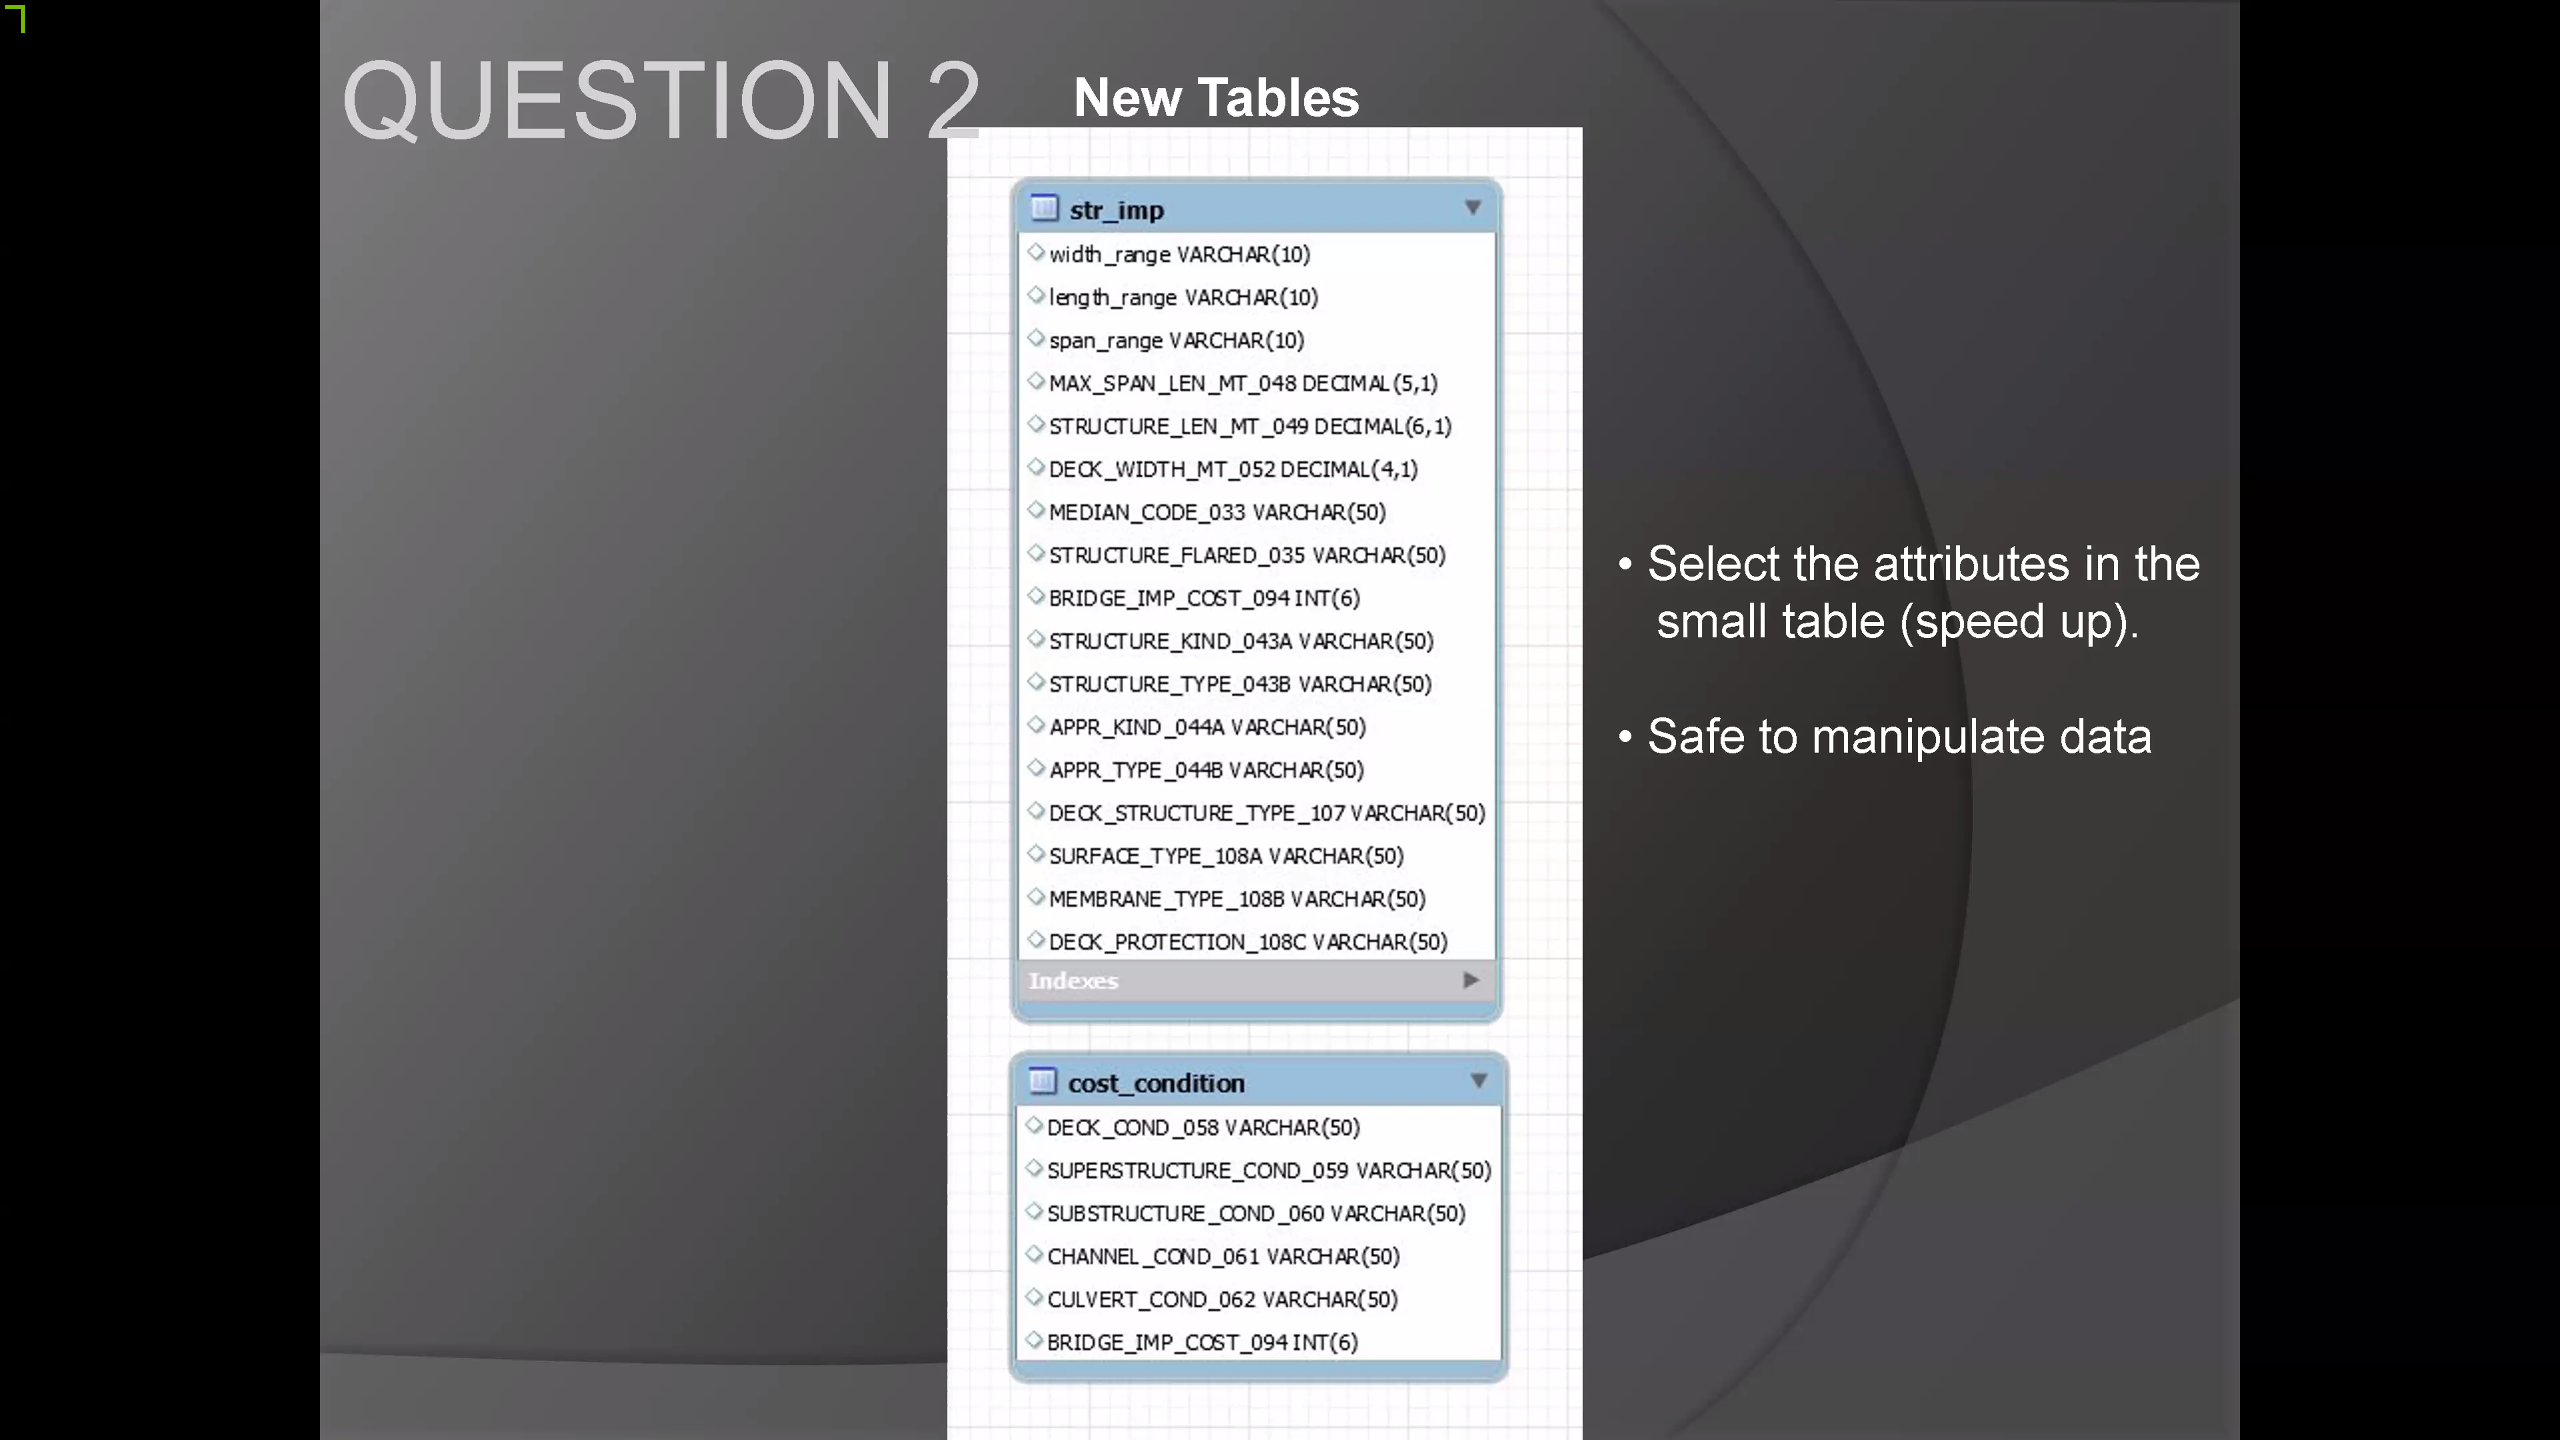 QUESTION 2
New Tables
str_imp
width_range VARCHAR(10)
length_range VARCHAR(10)
span_range VARCHAR(10)
MAX_SPAN_LEN_MT_048 DECIMAL(5,1)
STRUCTURE_LEN_MT_049 DECIMAL(6,1)
DECK_WIDTH_MT_052 DECIMAL(4,1)
MEDIAN_CODE_033 VARCHAR(50)
STRUCTURE_FLARED_035 VARCHAR(50)
BRIDGE_IMP_COST_094 INT(6)
STRUCTURE_KIND_043A VARCHAR(50)
STRUCTURE_TYPE_043B VARCHAR(50)
APPR_KIND_044A VARCHAR(50)
APPR_TYPE_044B VARCHAR(50)
DECK_STRUCTURE_TYPE_107 VARCHAR(50)
SURFACE_TYPE_108A VARCHAR(50)
MEMBRANE_TYPE_108B VARCHAR(50)
DECK_PROTECTION_108C VARCHAR(50)
Indexes
cost_condition
DECK_COND_058 VARCHAR(50)
SUPERSTRUCTURE_COND_059 VARCHAR(50)
SUBSTRUCTURE_COND_060 VARCHAR(50)
CHANNEL_COND_061 VARCHAR(50)
CULVERT_COND_062 VARCHAR(50)
BRIDGE_IMP_COST_094 INT(6)
• Select the attributes in the
small table (speed up).
• Safe to manipulate data